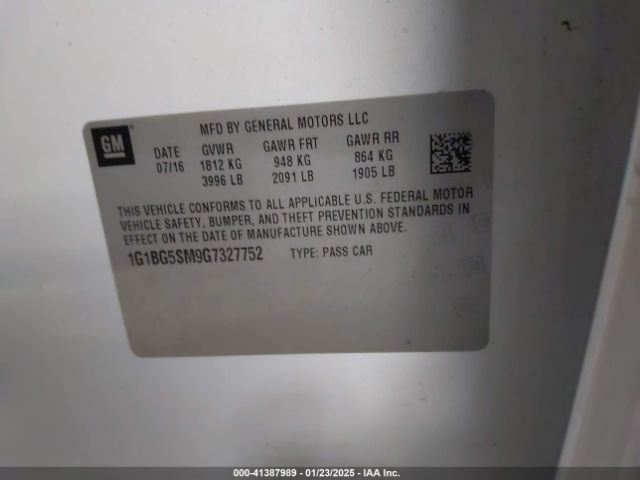 GM
MFD BY GENERAL MOTORS LLC
DATE GVWR GAWR FRT GAWR RR
07/16 1812 KG 948 KG 864 KG
3996 LB 2091 LB 1905 LB
THIS VEHICLE CONFORMS TO ALL APPLICABLE U.S. FEDERAL MOTOR
VEHICLE SAFETY, BUMPER, AND THEFT PREVENTION STANDARDS IN
EFFECT ON THE DATE OF MANUFACTURE SHOWN ABOVE.
1G1BG5SM9G7327752 TYPE: PASS CAR
000-41387989 - 01/23/2025 - IAA Inc.